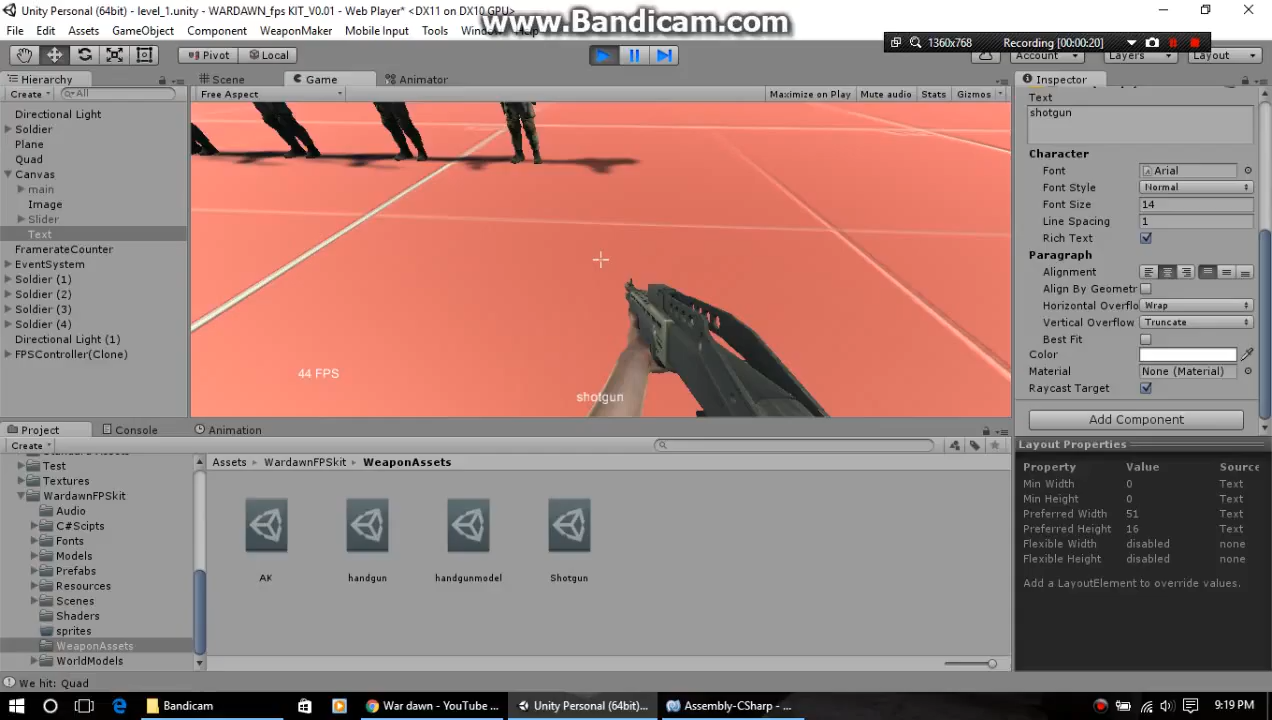 Unity Personal (64bit) - level_1.unity - WARDAWN_fps KIT_V0.01 - Web Player* <DX11 on DX10 GPU>
www.Bandicam.com
File Edit Assets GameObject Component WeaponMaker Mobile Input Tools Window Help
1360x768 Recording [00:00:20]
Pivot Local Account Layers Layout
Hierarchy Scene Game Animator Inspector
Create All Free Aspect Maximize on Play Mute audio Stats Gizmos
Directional Light
Soldier
Plane
Quad
Canvas
main
Image
Slider
Text
FramerateCounter
EventSystem
Soldier (1)
Soldier (2)
Soldier (3)
Soldier (4)
Directional Light (1)
FPSController(Clone)
44 FPS
shotgun
Text
shotgun
Character
Font Arial
Font Style Normal
Font Size 14
Line Spacing 1
Rich Text
Paragraph
Alignment
Align By Geometr
Horizontal Overflo Wrap
Vertical Overflow Truncate
Best Fit
Color
Material None (Material)
Raycast Target
Add Component
Layout Properties
Property Value Source
Min Width 0 Text
Min Height 0 Text
Preferred Width 51 Text
Preferred Height 16 Text
Flexible Width disabled none
Flexible Height disabled none
Add a LayoutElement to override values.
Project Console Animation
Create
Assets WardawnFPSkit WeaponAssets
Test
Textures
WardawnFPSkit
Audio
C#Scipts
Fonts
Models
Prefabs
Resources
Scenes
Shaders
sprites
WeaponAssets
WorldModels
AK handgun handgunmodel Shotgun
We hit: Quad
Bandicam War dawn - YouTube ... Unity Personal (64bit)... Assembly-CSharp - ... 9:19 PM